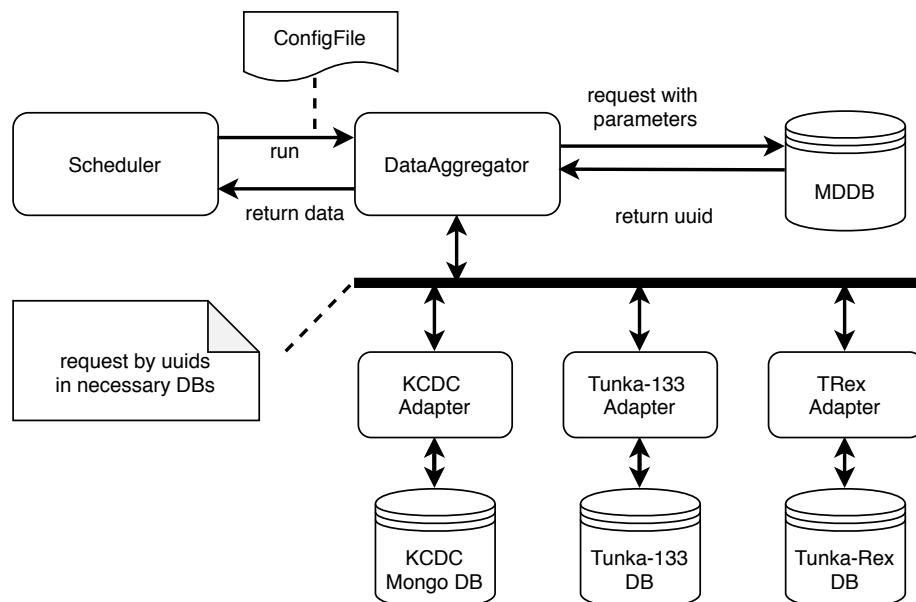 ConfigFile
request with
parameters
Scheduler
run
DataAggregator
MDDB
return data
return uuid
request by uuids
in necessary DBs
KCDC
Adapter
Tunka-133
Adapter
TRex
Adapter
KCDC
Mongo DB
Tunka-133
DB
Tunka-Rex
DB